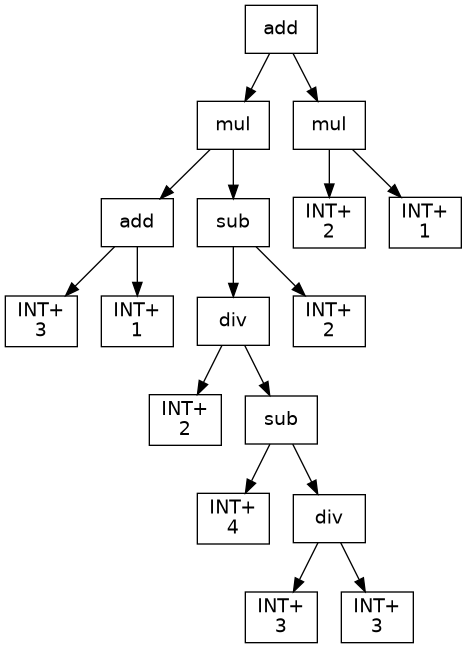 add
mul
mul
add
sub
INT+
2
INT+
1
INT+
3
INT+
1
div
INT+
2
INT+
2
sub
INT+
4
div
INT+
3
INT+
3